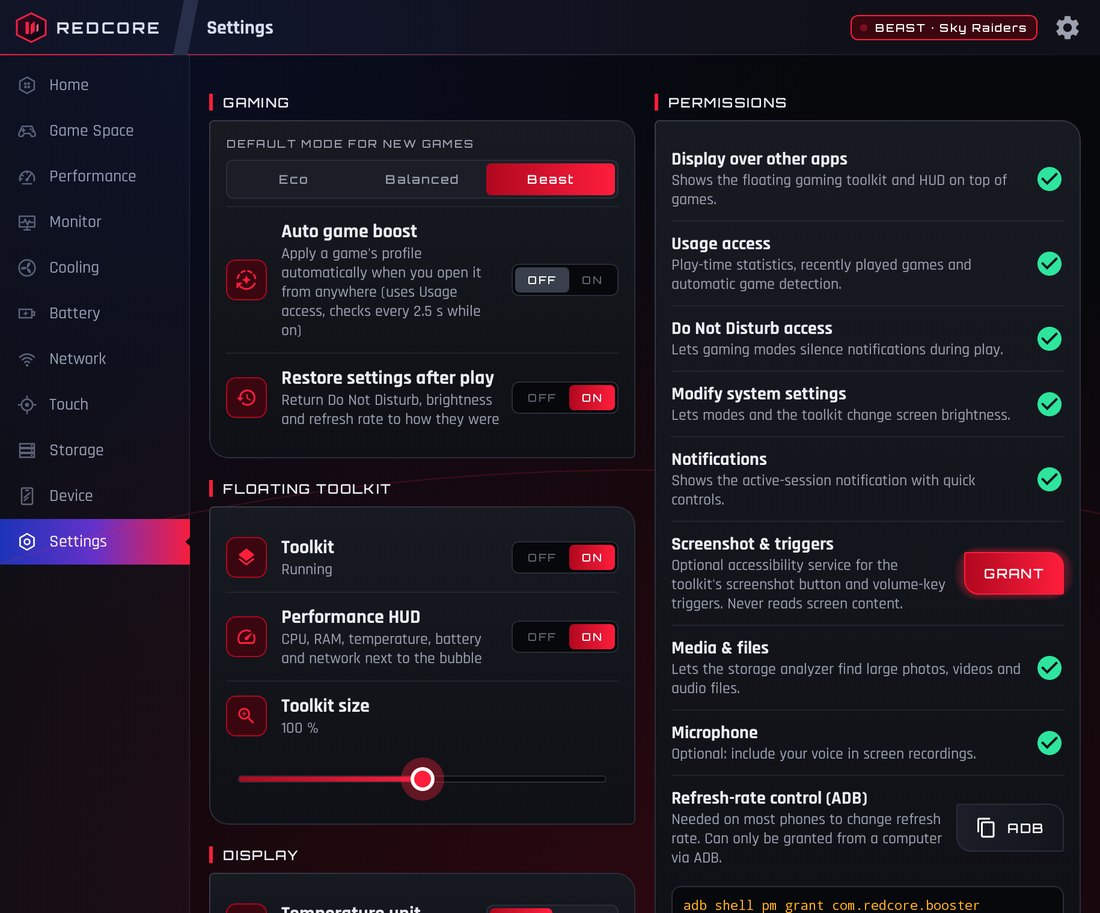 REDCORE
Settings
BEAST · Sky Raiders
Home
Game Space
Performance
Monitor
Cooling
Battery
Network
Touch
Storage
Device
Settings
GAMING
DEFAULT MODE FOR NEW GAMES
Eco
Balanced
Beast
Auto game boost
Apply a game's profile
automatically when you open it
from anywhere (uses Usage
access, checks every 2.5 s while
on)
OFF
ON
Restore settings after play
Return Do Not Disturb, brightness
and refresh rate to how they were
OFF
ON
FLOATING TOOLKIT
Toolkit
Running
OFF
ON
Performance HUD
CPU, RAM, temperature, battery
and network next to the bubble
OFF
ON
Toolkit size
100 %
DISPLAY
Temperature unit
PERMISSIONS
Display over other apps
Shows the floating gaming toolkit and HUD on top of
games.
Usage access
Play-time statistics, recently played games and
automatic game detection.
Do Not Disturb access
Lets gaming modes silence notifications during play.
Modify system settings
Lets modes and the toolkit change screen brightness.
Notifications
Shows the active-session notification with quick
controls.
Screenshot & triggers
Optional accessibility service for the
toolkit's screenshot button and volume-key
triggers. Never reads screen content.
GRANT
Media & files
Lets the storage analyzer find large photos, videos and
audio files.
Microphone
Optional: include your voice in screen recordings.
Refresh-rate control (ADB)
Needed on most phones to change refresh
rate. Can only be granted from a computer
via ADB.
ADB
adb shell pm grant com.redcore.booster